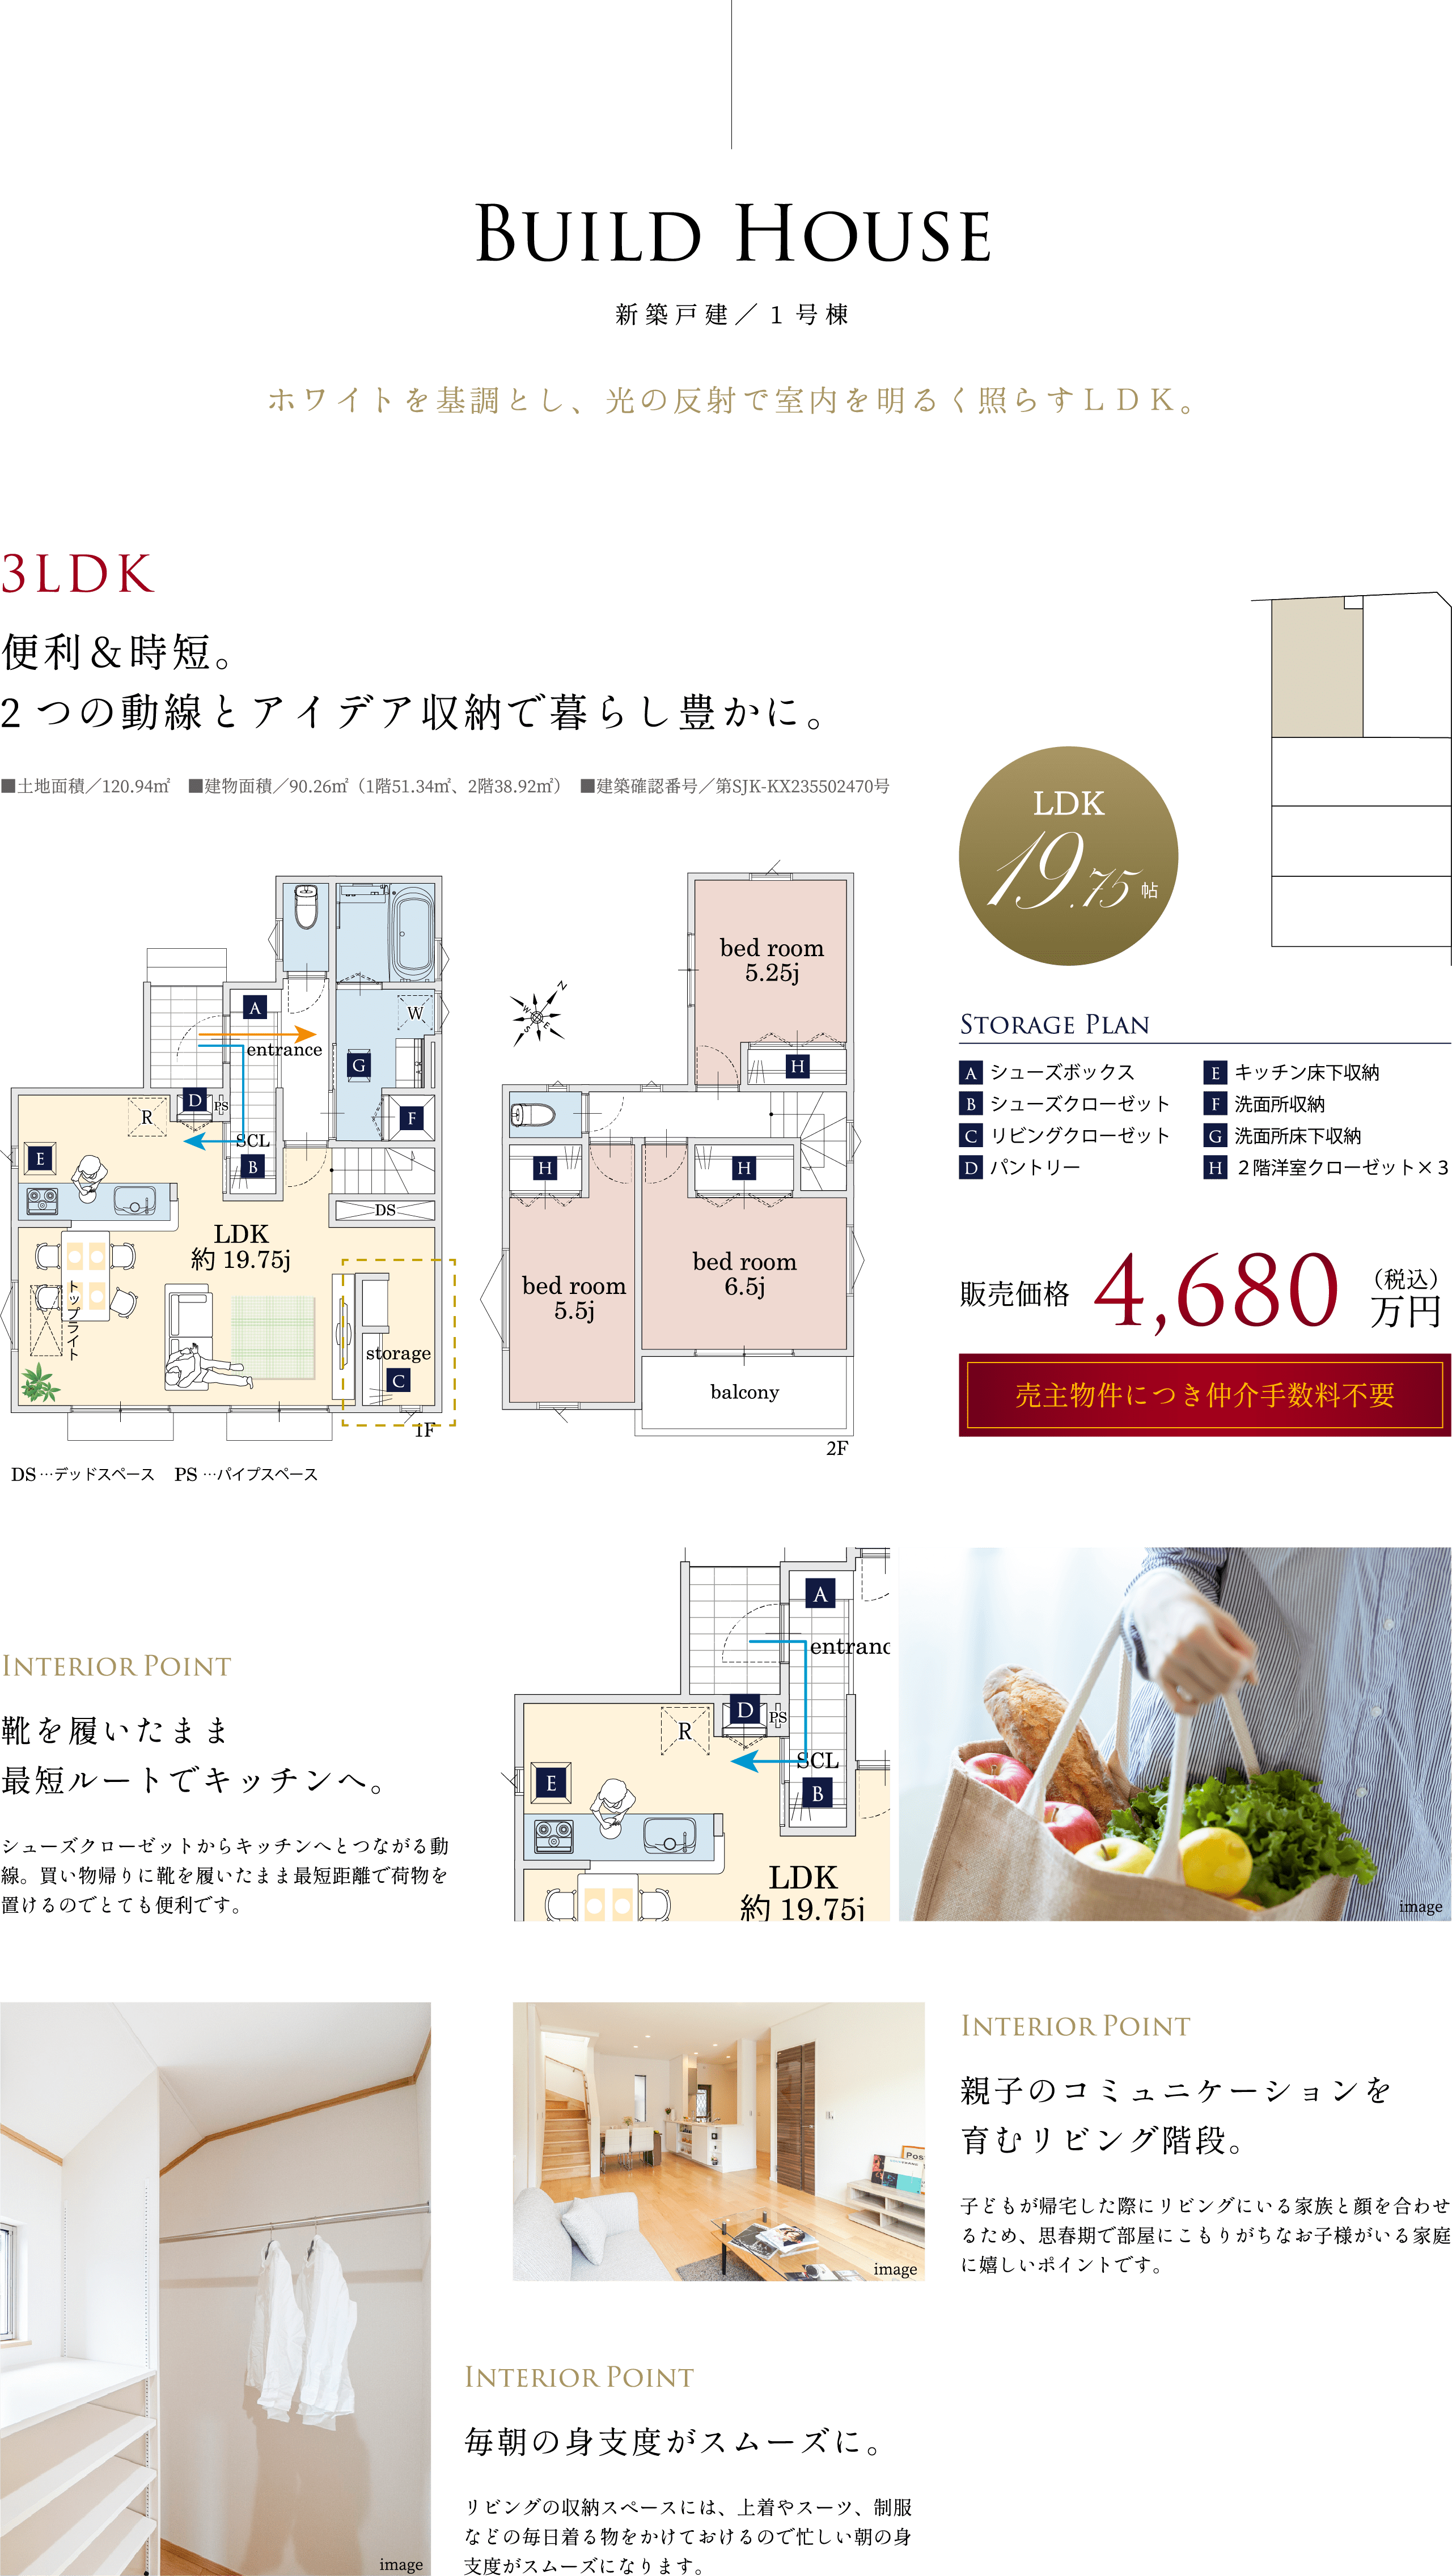 BUILD HOUSE
新築戸建／１号棟
ホワイトを基調とし、光の反射で室内を明るく照らすＬＤＫ。
3LDK
便利＆時短。
2 つの動線とアイデア収納で暮らし豊かに。
■土地面積／120.94㎡　■建物面積／90.26㎡（1階51.34㎡、2階38.92㎡）　■建築確認番号／第SJK-KX235502470号
A
entrance
W
G
D
PS
R
F
E
SCL
B
DS
LDK
約 19.75j
トップライト
storage
C
1F
DS …デッドスペース　PS …パイプスペース
bed room
5.25j
N
W
S
E
H
H
H
bed room
6.5j
bed room
5.5j
balcony
2F
LDK
19.75 帖
STORAGE PLAN
A シューズボックス
B シューズクローゼット
C リビングクローゼット
D パントリー
E キッチン床下収納
F 洗面所収納
G 洗面所床下収納
H ２階洋室クローゼット×３
販売価格 4,680 （税込） 万円
売主物件につき仲介手数料不要
INTERIOR POINT
靴を履いたまま
最短ルートでキッチンへ。
シューズクローゼットからキッチンへとつながる動
線。買い物帰りに靴を履いたまま最短距離で荷物を
置けるのでとても便利です。
A
entranc
D
PS
R
SCL
E
B
LDK
約 19.75j
image
image
Pos
image
INTERIOR POINT
親子のコミュニケーションを
育むリビング階段。
子どもが帰宅した際にリビングにいる家族と顔を合わせ
るため、思春期で部屋にこもりがちなお子様がいる家庭
に嬉しいポイントです。
INTERIOR POINT
毎朝の身支度がスムーズに。
リビングの収納スペースには、上着やスーツ、制服
などの毎日着る物をかけておけるので忙しい朝の身
支度がスムーズになります。